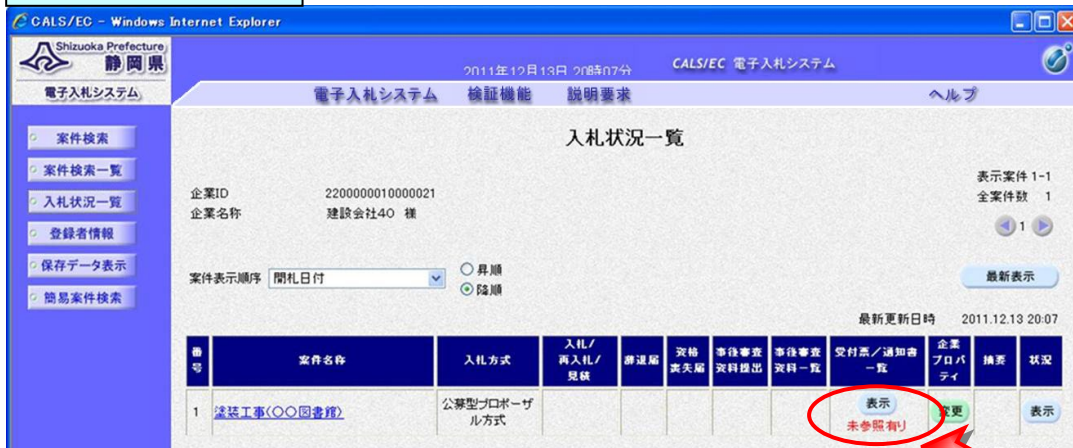 CALS/EC - Windows Internet Explorer
Shizuoka Prefecture
静岡県
2011年12月13日 20時07分
CALS/EC 電子入札システム
電子入札システム
電子入札システム 検証機能 説明要求 ヘルプ
案件検索
案件検索一覧
入札状況一覧
登録者情報
保存データ表示
簡易案件検索
入札状況一覧
表示案件 1-1
全案件数 1
1
企業ID 2200000010000021
企業名称 建設会社40 様
案件表示順序 開札日付
昇順
降順
最新表示
最新更新日時 2011.12.13 20:07
番号
案件名称
入札方式
入札/
再入札/
見積
辞退届
資格
喪失届
事後審査
資料提出
事後審査
資料一覧
受付票/通知書
一覧
企業
プロパ
ティ
摘要
状況
1
塗装工事(〇〇図書館)
公募型プロポーザ
ル方式
表示
未参照有り
変更
表示